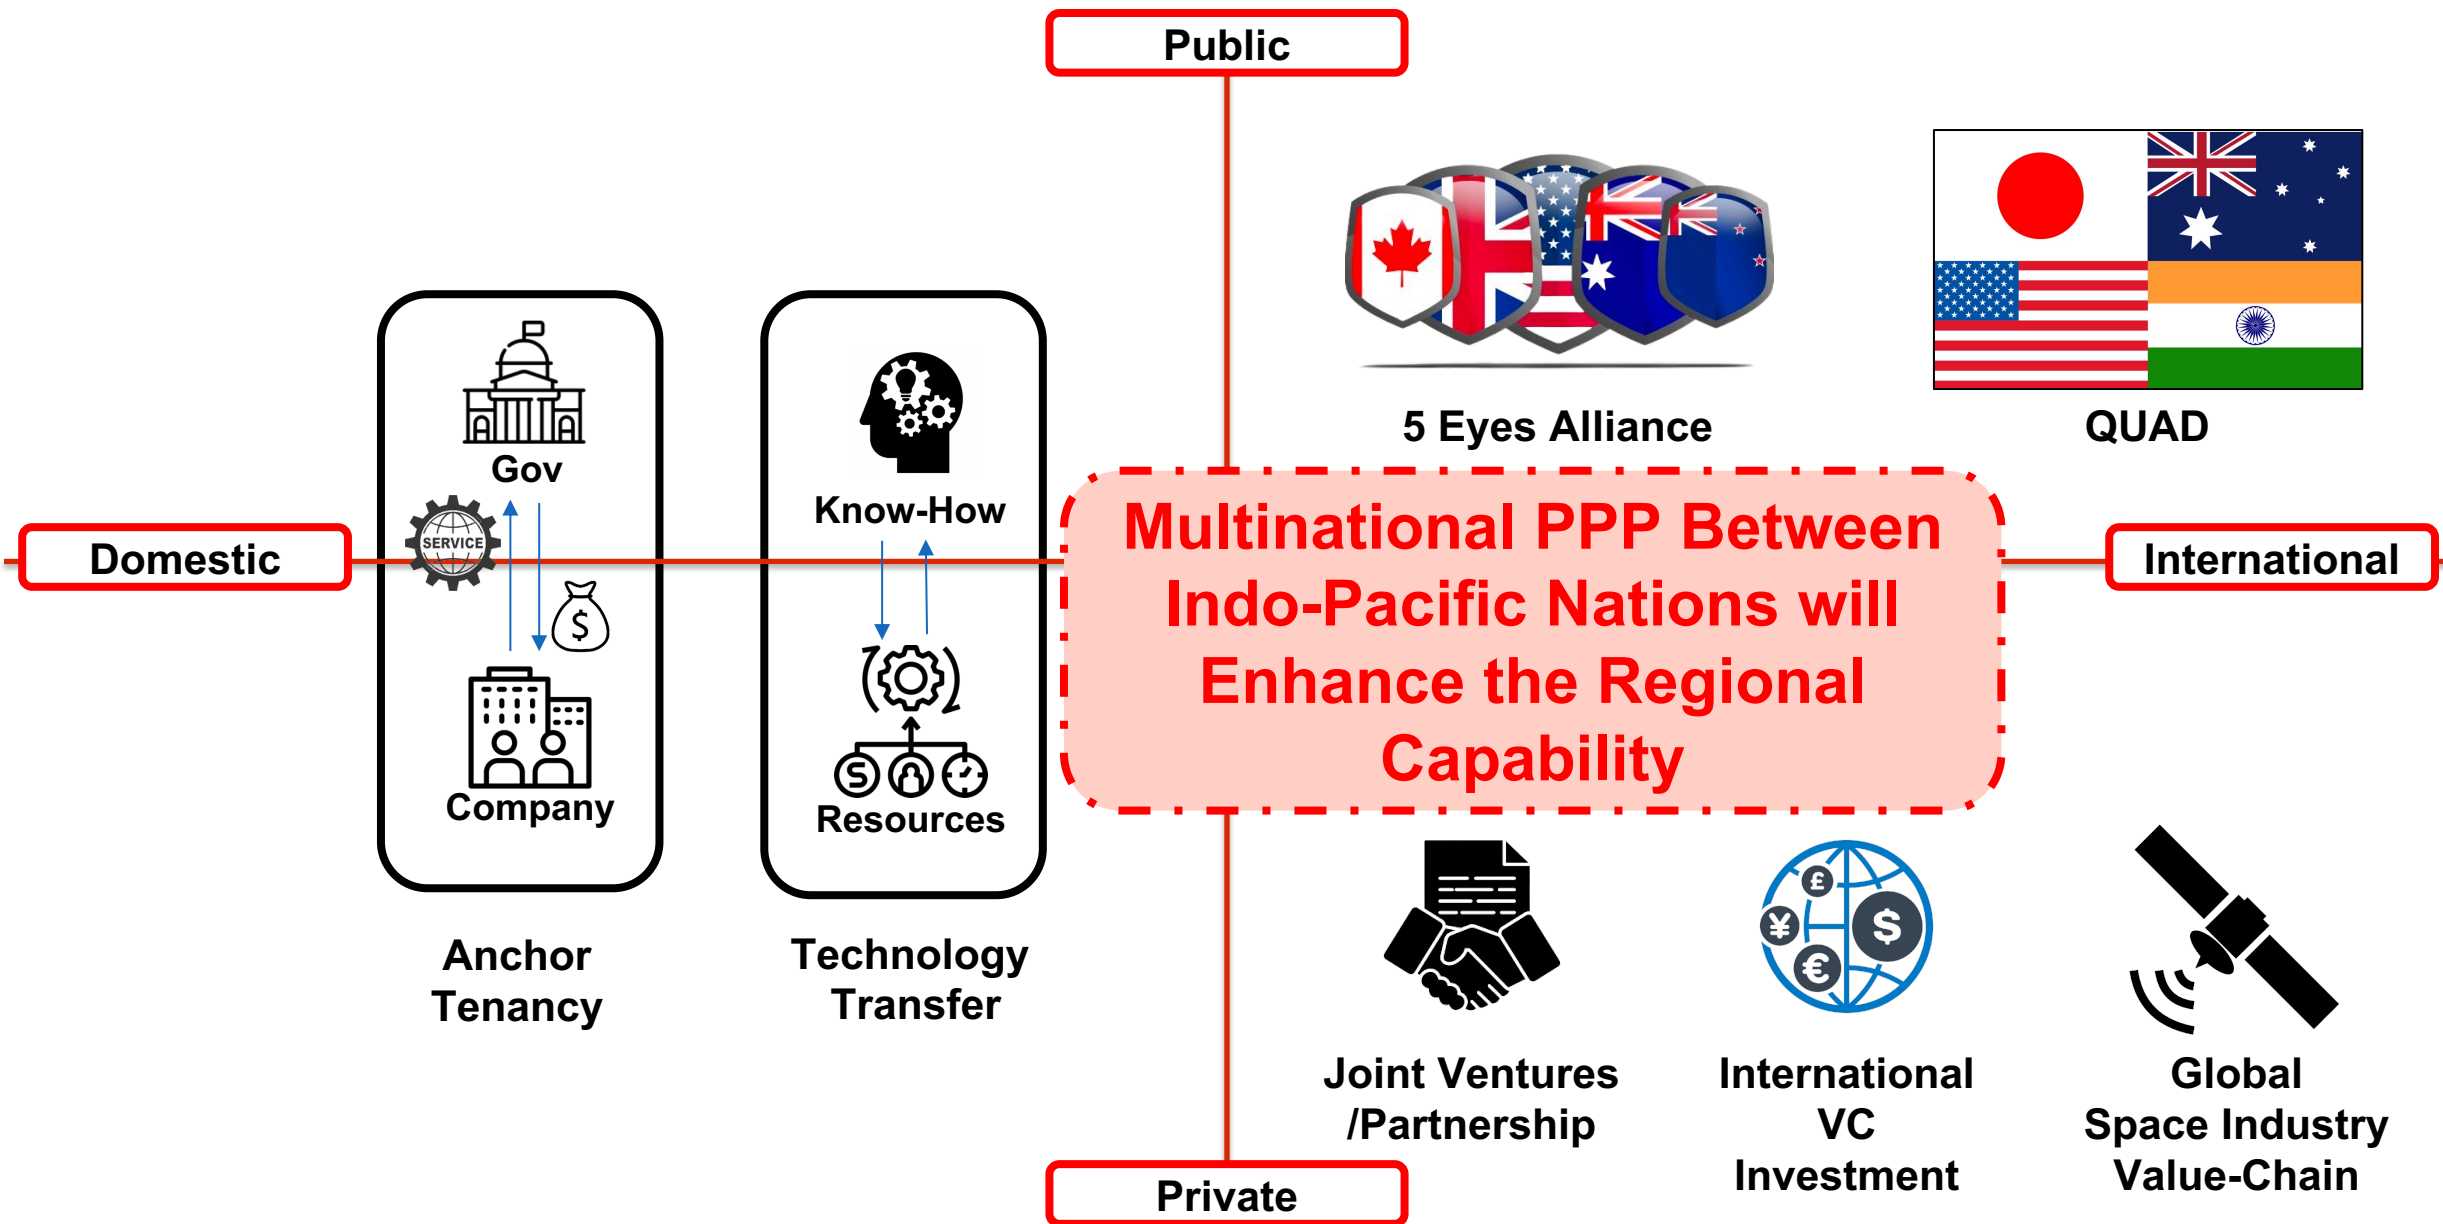 Public
5 Eyes Alliance
QUAD
Gov
SERVICE
$
Company
Know-How
S
Resources
Domestic
International
Multinational PPP Between
Indo-Pacific Nations will
Enhance the Regional
Capability
Anchor
Tenancy
Technology
Transfer
£
¥
$
€
Joint Ventures
/Partnership
International
VC
Investment
Global
Space Industry
Value-Chain
Private